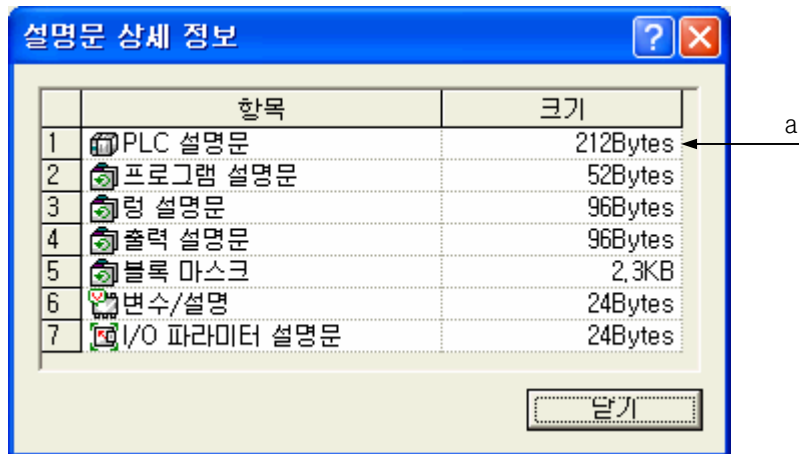 설명문 상세 정보
항목 크기
1 PLC 설명문 212Bytes
2 프로그램 설명문 52Bytes
3 렁 설명문 96Bytes
4 출력 설명문 96Bytes
5 블록 마스크 2,3KB
6 변수/설명 24Bytes
7 I/O 파라미터 설명문 24Bytes
닫기
a